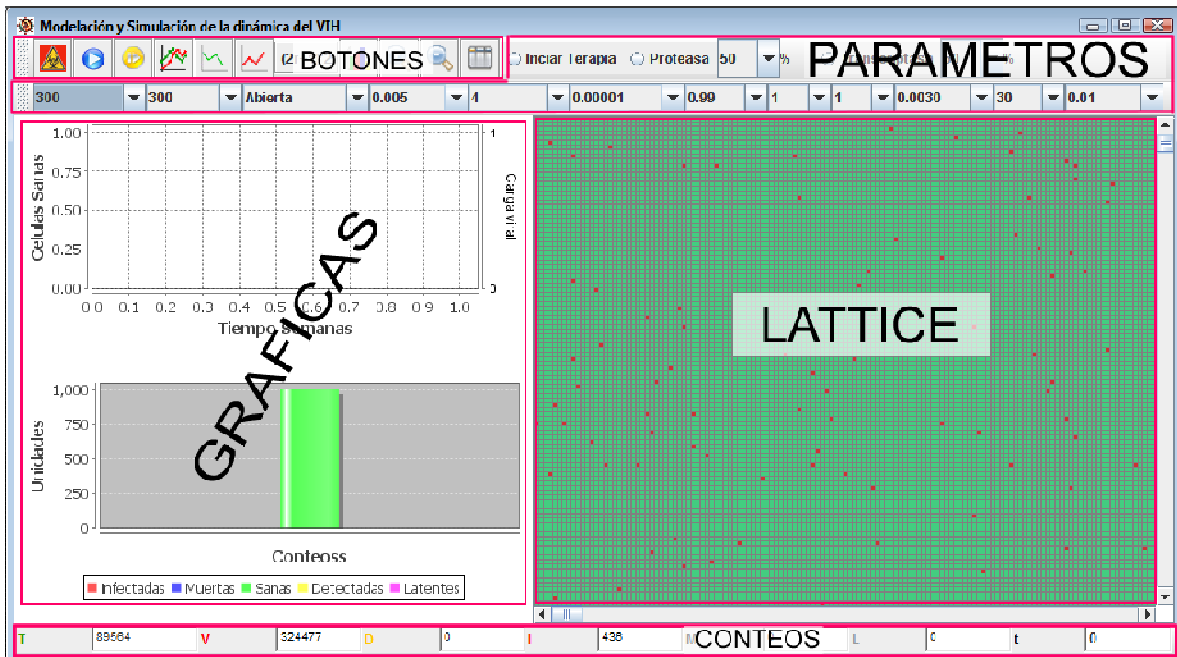 Modelación y Simulación de la dinámica del VIH
BOTONES
Inciar Terapia Proteasa 50 % PARAMETROS %
300 300 Abierta 0.005 4 0.00001 0.99 1 1 0.0030 30 0.01
1.00
0.75
0.50
0.25
0.00
Celulas Sanas
1
Carga viral
0.0 0.1 0.2 0.3 0.4 0.5 0.6 0.7 0.8 0.9 1.0
Tiempo Semanas
GRAFICAS
LATTICE
1,000
750
500
250
0
Unidades
Conteoss
Infectadas Muertas Sanas Detectadas Latentes
T 89564 V 324477 D 0 I 436 M CONTEOS L 0 t 0